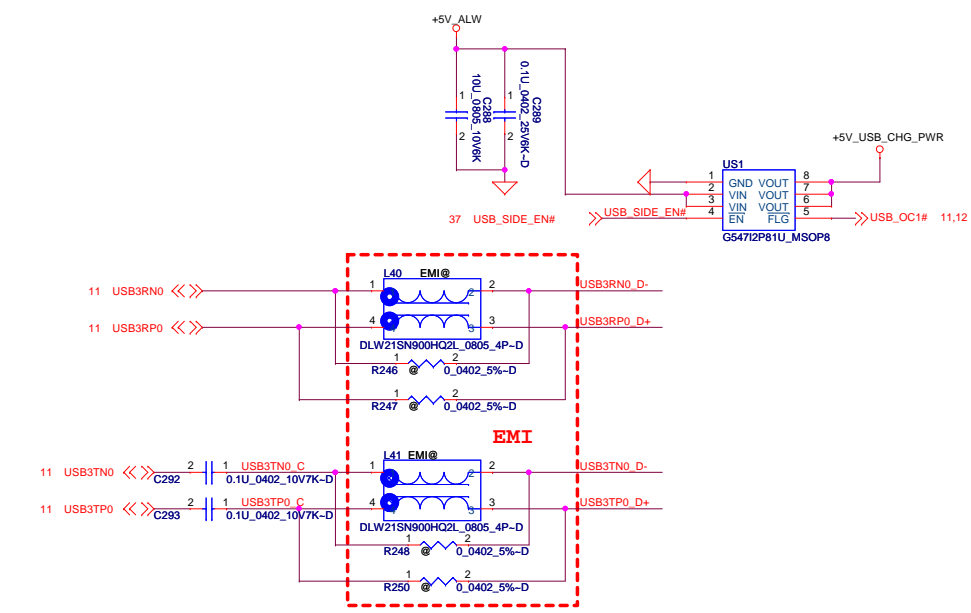 +5V_ALW
10U_0805_10V6K
C288
0.1U_0402_25V6K~D
C289
1
2
1
2
+5V_USB_CHG_PWR
US1
1 GND VOUT 8
2 VIN VOUT 7
3 VIN VOUT 6
4 EN FLG 5
G547I2P81U_MSOP8
37 USB_SIDE_EN#
USB_SIDE_EN#
USB_OC1# 11,12
L40 EMI@
11 USB3RN0
1 2 2
USB3RN0_D-
11 USB3RP0
4 3 3
USB3RP0_D+
DLW21SN900HQ2L_0805_4P~D
1 2
R246 @ 0_0402_5%~D
1 2
R247 @ 0_0402_5%~D
EMI
L41 EMI@
11 USB3TN0
2 1
C292
USB3TN0_C
0.1U_0402_10V7K~D
1 2 2
USB3TN0_D-
11 USB3TP0
2 1
C293
USB3TP0_C
0.1U_0402_10V7K~D
4 3 3
USB3TP0_D+
DLW21SN900HQ2L_0805_4P~D
1 2
R248 @ 0_0402_5%~D
1 2
R250 @ 0_0402_5%~D